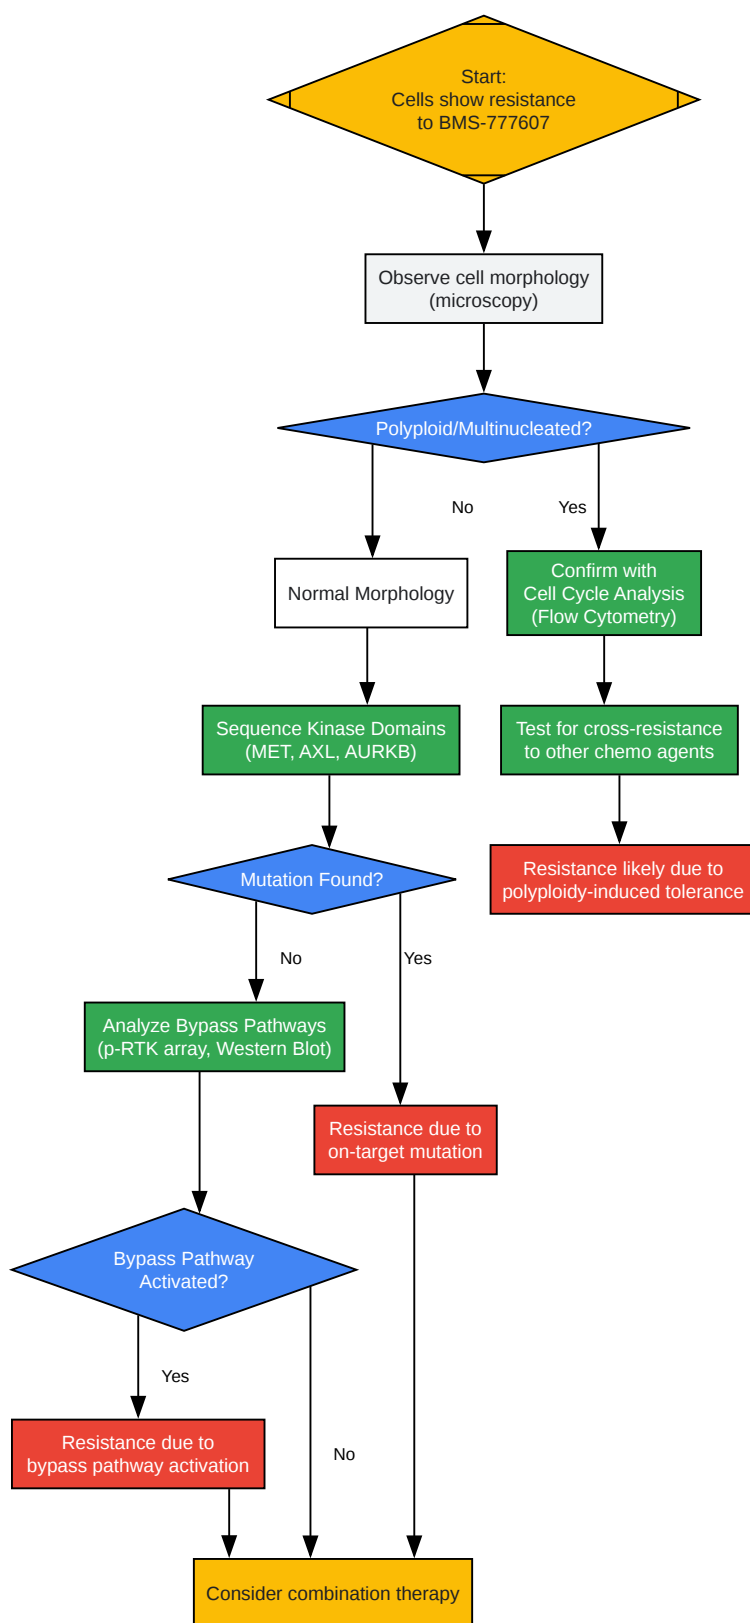 Start:
Cells show resistance
to BMS-777607
Observe cell morphology
(microscopy)
Polyploid/Multinucleated?
No
Yes
Normal Morphology
Confirm with
Cell Cycle Analysis
(Flow Cytometry)
Sequence Kinase Domains
(MET, AXL, AURKB)
Test for cross-resistance
to other chemo agents
Mutation Found?
Resistance likely due to
polyploidy-induced tolerance
No
Yes
Analyze Bypass Pathways
(p-RTK array, Western Blot)
Resistance due to
on-target mutation
Bypass Pathway
Activated?
Yes
No
Resistance due to
bypass pathway activation
Consider combination therapy